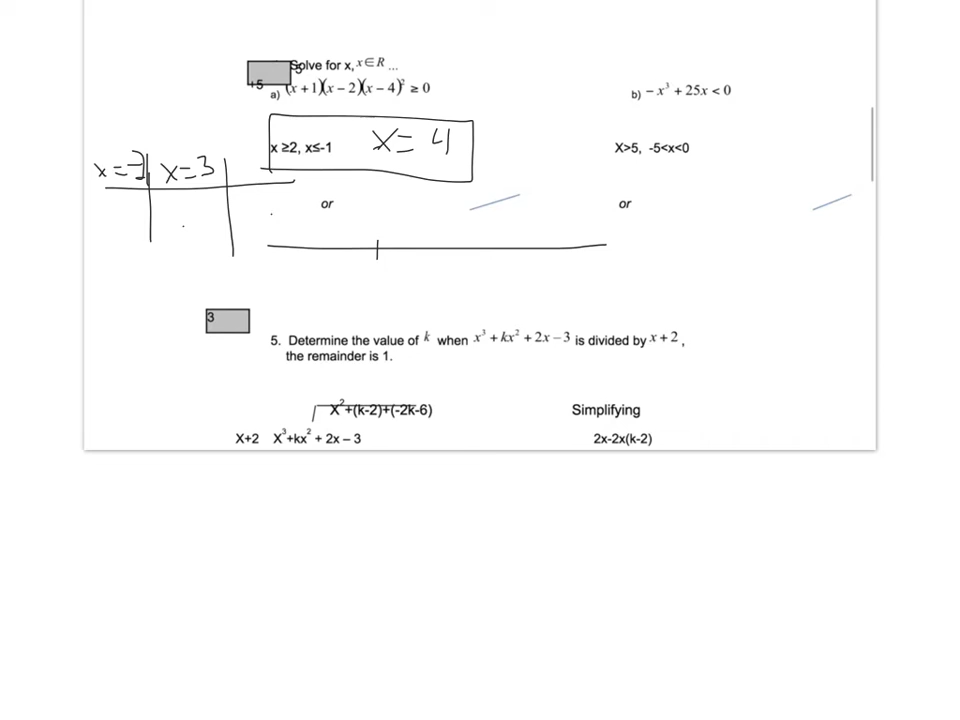 Solve for x, x∈R ...
+5
a) (x+1)(x−2)(x−4)² ≥ 0
b) −x³ + 25x < 0
x ≥2, x≤-1 x = 4
X>5, -5<x<0
x = x = 3
or
or
3
5. Determine the value of k when x³ + kx² + 2x − 3 is divided by x + 2 ,
the remainder is 1.
X²+(k-2)+(-2k-6)
Simplifying
X+2 X³+kx² + 2x – 3
2x-2x(k-2)